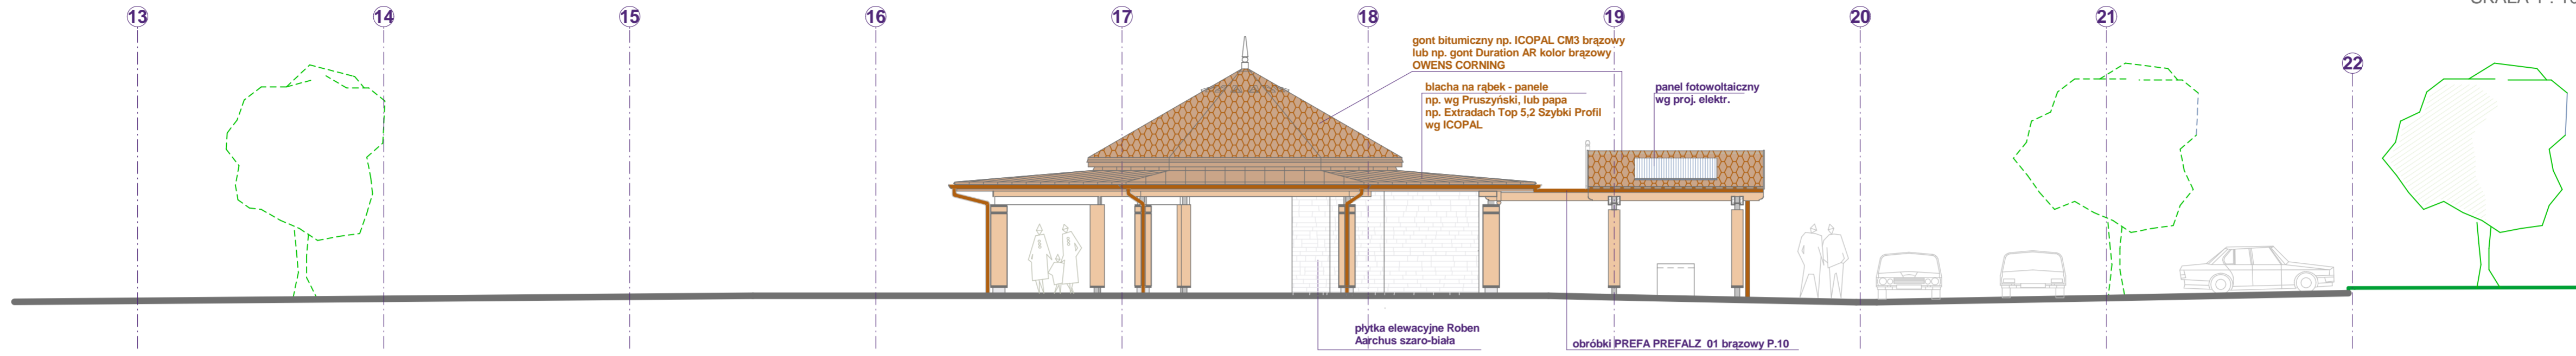 SKALA 1 :
13 14 15 16 17 18 19 20 21
22
gont bitumiczny np. ICOPAL CM3 brązowy
lub np. gont Duration AR kolor brązowy
OWENS CORNING
blacha na rąbek - panele
np. wg Pruszyński, lub papa
np. Extradach Top 5,2 Szybki Profil
wg ICOPAL
panel fotowoltaiczny
wg proj. elektr.
płytka elewacyjne Roben
Aarchus szaro-biała
obróbki PREFA PREFALZ 01 brązowy P.10